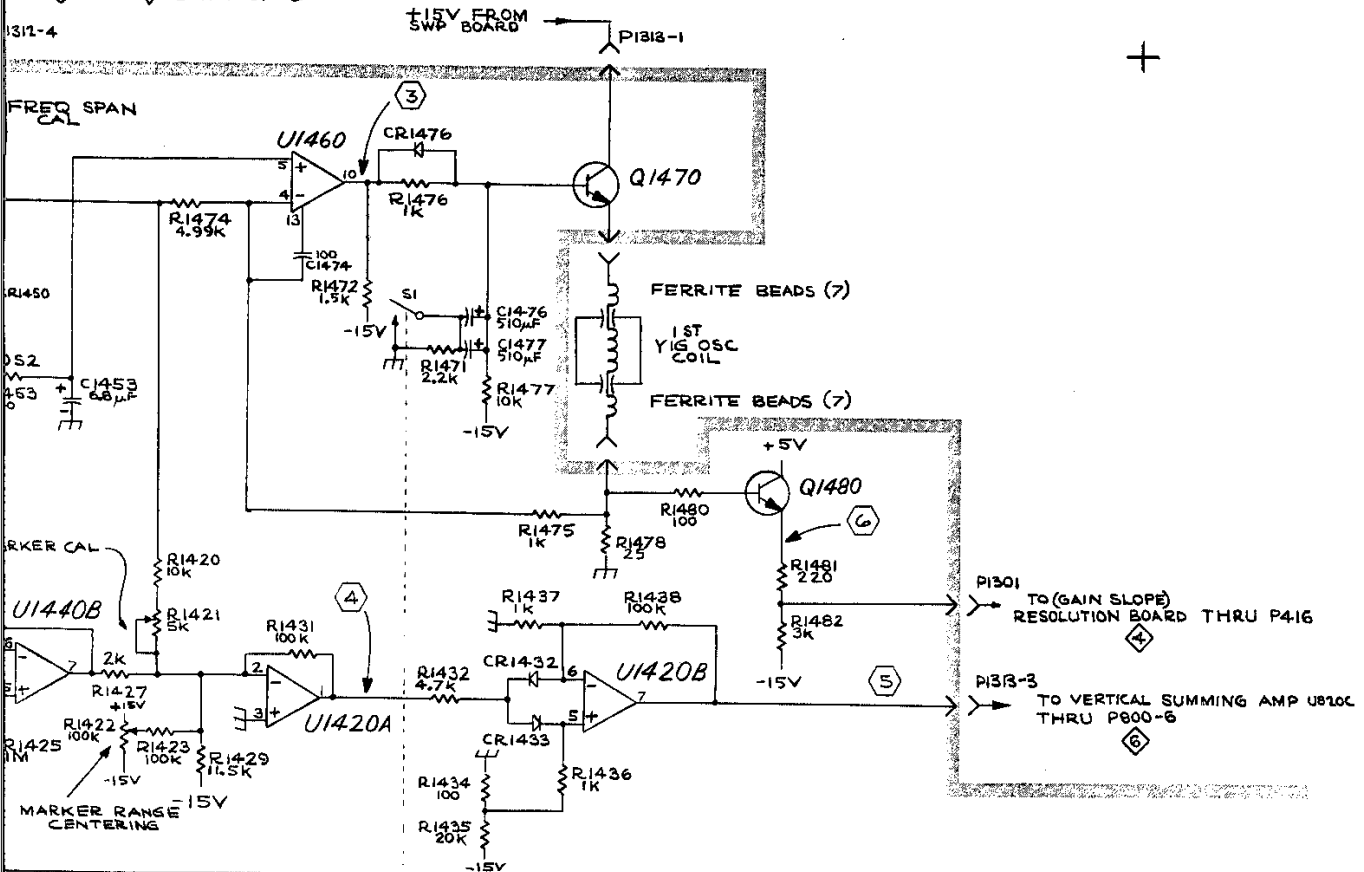 +15V FROM
SWP BOARD
P1313-1
1312-4
FREQ SPAN
CAL
U1460
3
CR1476
5
+
10
4
-
13
R1476
1K
Q1470
R1474
4.99K
100
C1474
R1472
1.5K
-15V
S1
C1476
510µF
C1477
510µF
R1471
2.2K
R1477
10K
-15V
FERRITE BEADS (7)
1ST
YIG OSC
COIL
FERRITE BEADS (7)
R1450
S2
+
C1453
6.8µF
453
+5V
Q1480
R1480
100
6
R1475
1K
R1478
25
R1481
220
R1482
3K
-15V
P1301
TO (GAIN SLOPE)
RESOLUTION BOARD THRU P416
4
RKER CAL
R1420
10K
R1421
5K
U1440B
6
-
7
5
+
2K
R1427
R1431
100K
4
2
-
1
3
+
U1420A
R1432
4.7K
R1437
1K
R1438
100K
CR1432
CR1433
6
-
7
5
+
U1420B
5
P1313-3
TO VERTICAL SUMMING AMP U820C
THRU P800-6
6
+15V
R1422
100K
R1423
100K
R1429
11.5K
-15V
-15V
R1425
1M
MARKER RANGE
CENTERING
R1434
100
R1436
1K
R1435
20K
-15V